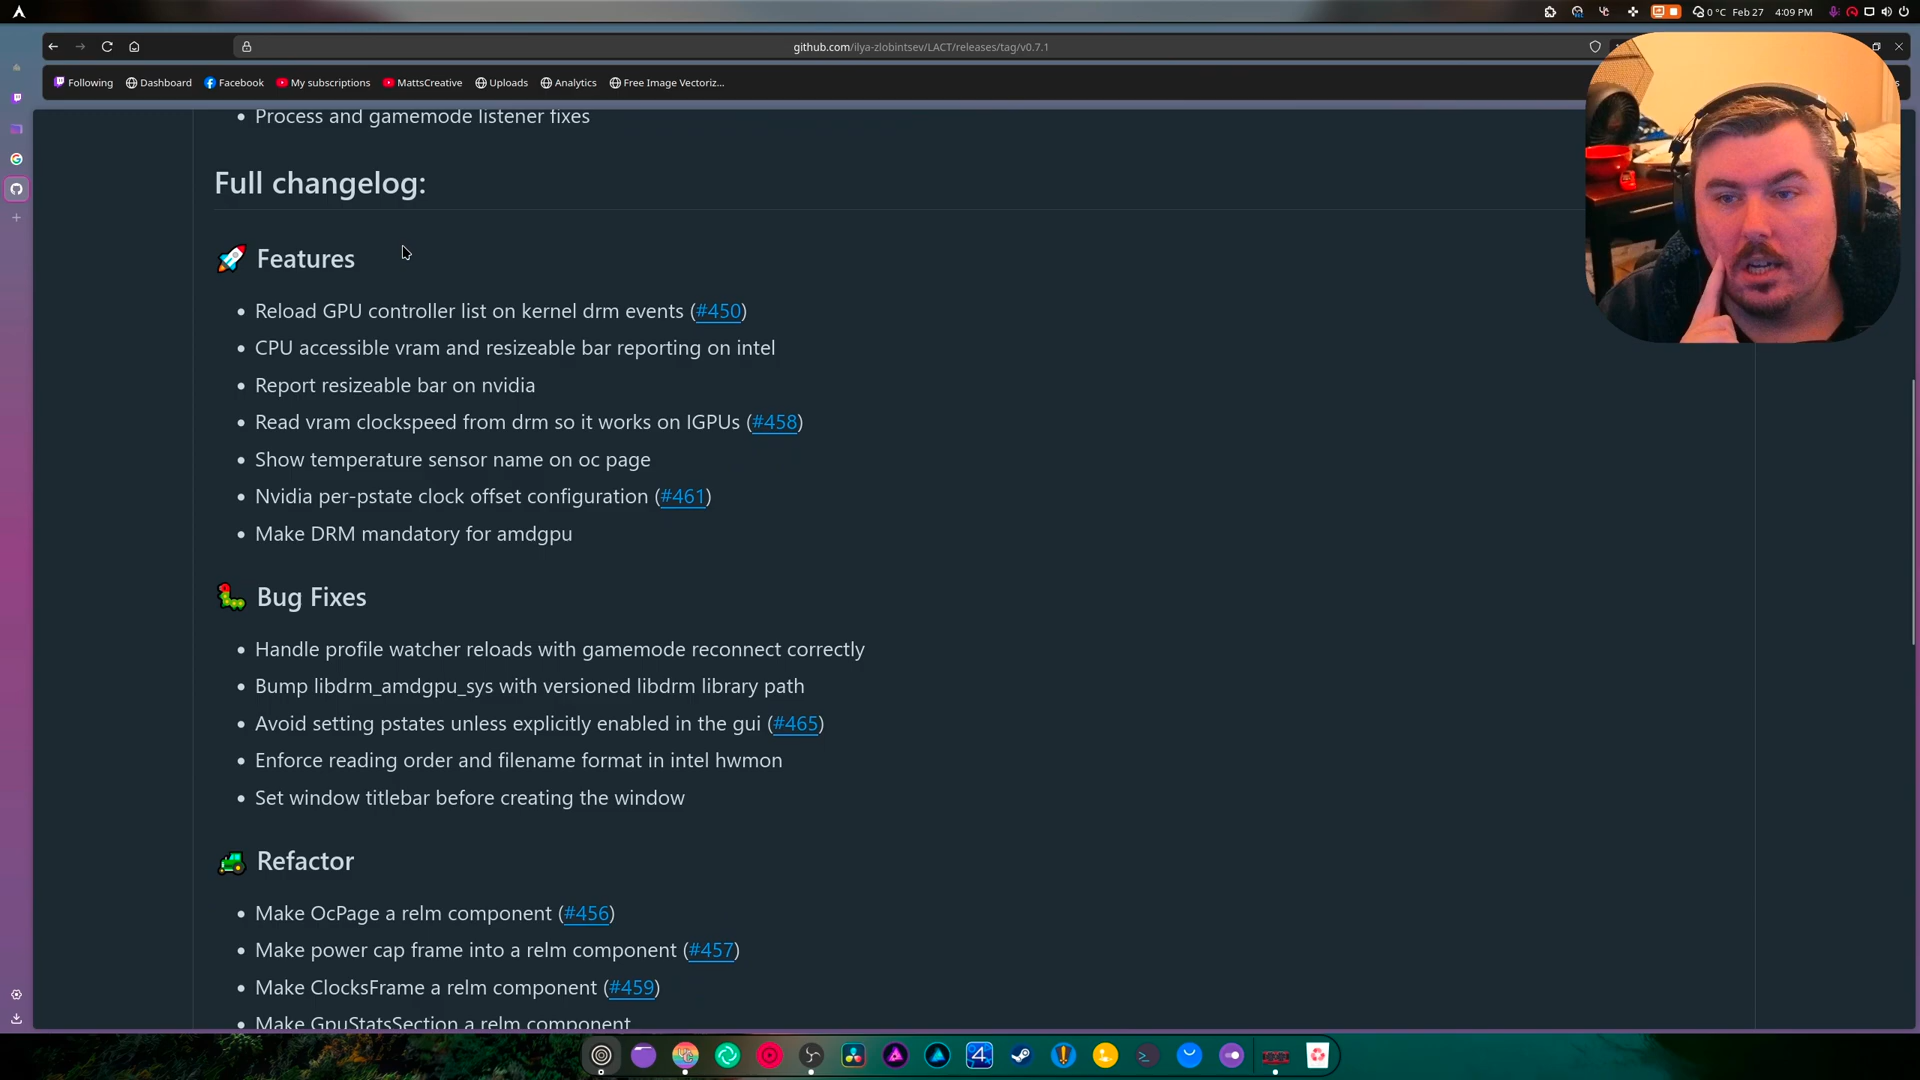 0 °C Feb 27 4:09 PM
github.com/ilya-zlobintsev/LACT/releases/tag/v0.7.1
Following Dashboard Facebook My subscriptions MattsCreative Uploads Analytics Free Image Vectoriz...
Process and gamemode listener fixes
Full changelog:
Features
Reload GPU controller list on kernel drm events (#450)
CPU accessible vram and resizeable bar reporting on intel
Report resizeable bar on nvidia
Read vram clockspeed from drm so it works on IGPUs (#458)
Show temperature sensor name on oc page
Nvidia per-pstate clock offset configuration (#461)
Make DRM mandatory for amdgpu
Bug Fixes
Handle profile watcher reloads with gamemode reconnect correctly
Bump libdrm_amdgpu_sys with versioned libdrm library path
Avoid setting pstates unless explicitly enabled in the gui (#465)
Enforce reading order and filename format in intel hwmon
Set window titlebar before creating the window
Refactor
Make OcPage a relm component (#456)
Make power cap frame into a relm component (#457)
Make ClocksFrame a relm component (#459)
Make GpuStatsSection a relm component